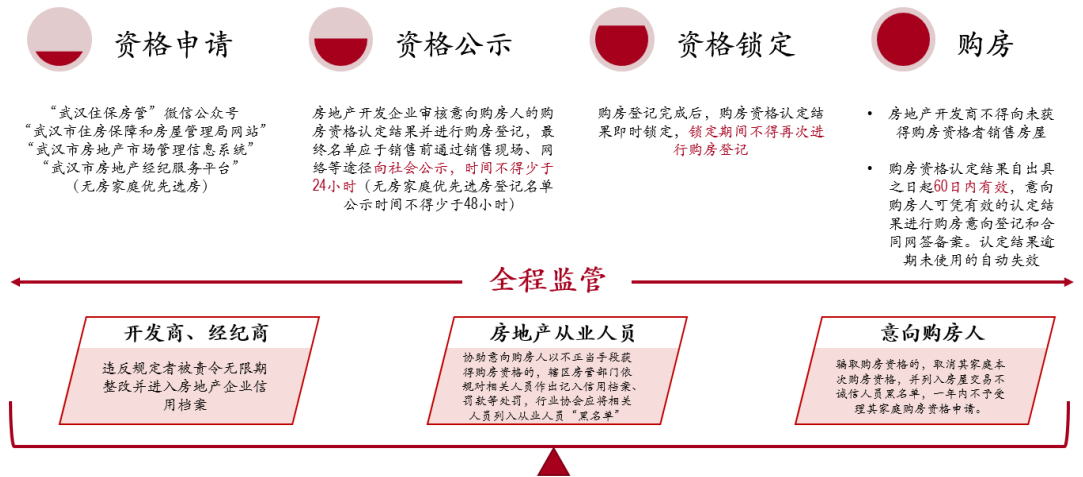 资格申请
“武汉住保房管”微信公众号
“武汉市住房保障和房屋管理局网站”
“武汉市房地产市场管理信息系统”
“武汉市房地产经纪服务平台”
(无房家庭优先选房)
资格公示
房地产开发企业审核意向购房人的购
房资格认定结果并进行购房登记，最
终名单应于销售前通过销售现场、网
络等途径向社会公示，时间不得少于
24小时（无房家庭优先选房登记名单
公示时间不得少于48小时）
资格锁定
购房登记完成后，购房资格认定结
果即时锁定，锁定期间不得再次进
行购房登记
购房
• 房地产开发商不得向未获
得购房资格者销售房屋
• 购房资格认定结果自出具
之日起60日内有效，意向
购房人可凭有效的认定结
果进行购房意向登记和合
同网签备案。认定结果逾
期未使用的自动失效
全程监管
开发商、经纪商
违反规定者被责令无限期
整改并进入房地产企业信
用档案
房地产从业人员
协助意向购房人以不正当手段获
得购房资格的，辖区房管部门依
规对相关人员作出记入信用档案、
罚款等处罚，行业协会应将相关
人员列入从业人员“黑名单”
意向购房人
骗取购房资格的，取消其家庭本
次购房资格，并列入房屋交易不
诚信人员黑名单，一年内不予受
理其家庭购房资格申请。